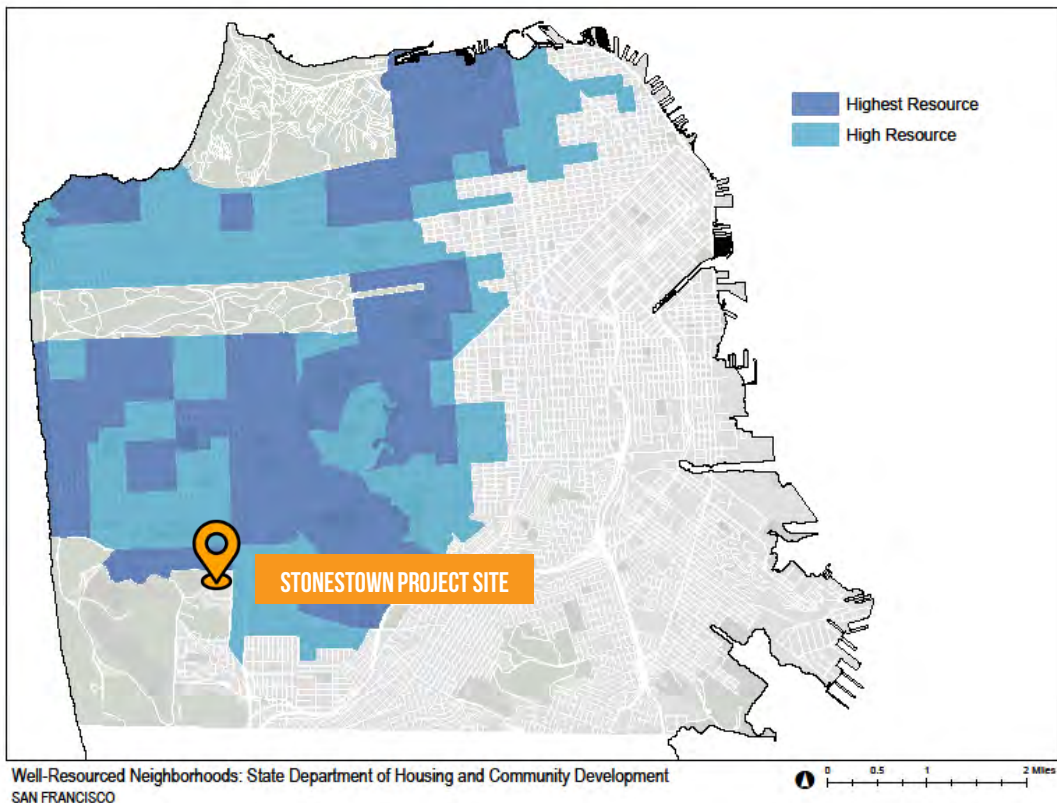 Highest Resource
High Resource
STONESTOWN PROJECT SITE
Well-Resourced Neighborhoods: State Department of Housing and Community Development
SAN FRANCISCO
0 0.5 1 2 Miles